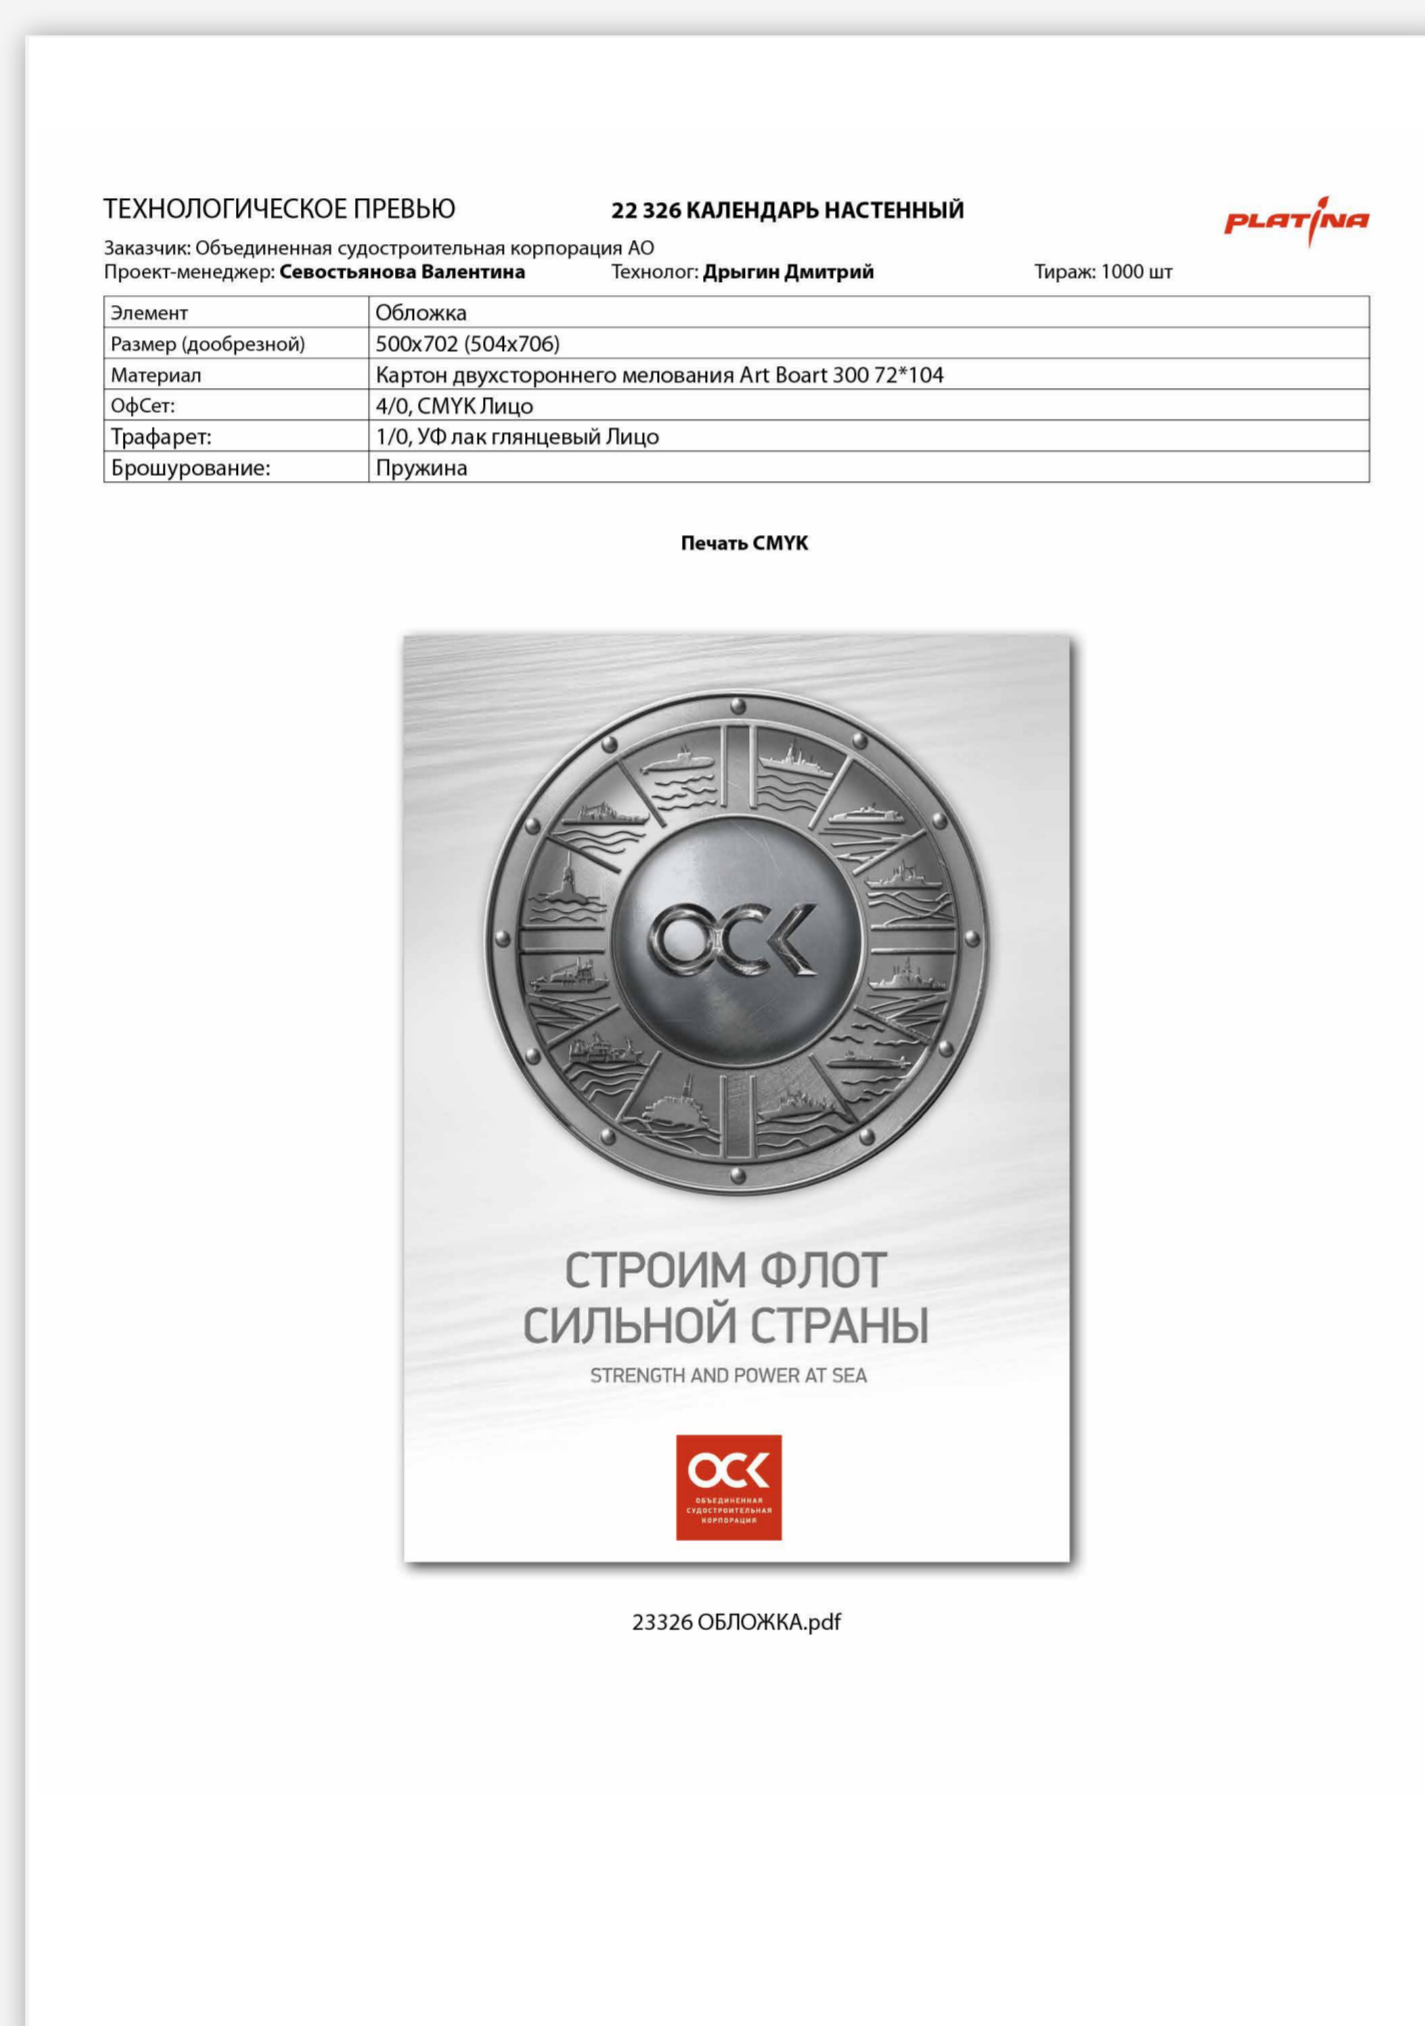 ТЕХНОЛОГИЧЕСКОЕ ПРЕВЬЮ 22 326 КАЛЕНДАРЬ НАСТЕННЫЙ PLATINA
Заказчик: Объединенная судостроительная корпорация АО
Проект-менеджер: Севостьянова Валентина Технолог: Дрыгин Дмитрий Тираж: 1000 шт
Элемент Обложка
Размер (дообрезной) 500х702 (504х706)
Материал Картон двухстороннего мелования Art Boart 300 72*104
ОфСет: 4/0, CMYK Лицо
Трафарет: 1/0, УФ лак глянцевый Лицо
Брошурование: Пружина
Печать CMYK
ОСК
СТРОИМ ФЛОТ
СИЛЬНОЙ СТРАНЫ
STRENGTH AND POWER AT SEA
ОСК
ОБЪЕДИНЕННАЯ
СУДОСТРОИТЕЛЬНАЯ
КОРПОРАЦИЯ
23326 ОБЛОЖКА.pdf